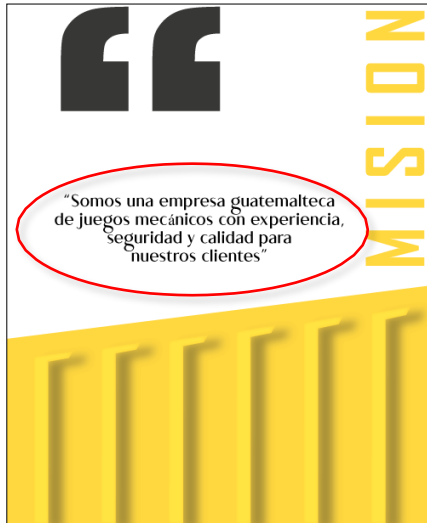 MISION
“Somos una empresa guatemalteca
de juegos mecánicos con experiencia,
seguridad y calidad para
nuestros clientes”